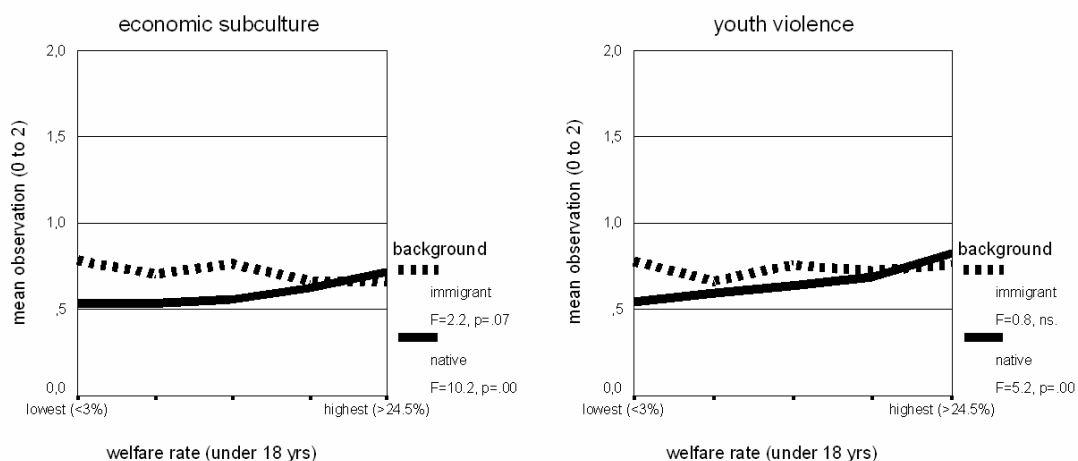 economic subculture
2,0
1,5
1,0
,5
0,0
mean observation (0 to 2)
lowest (<3%)
highest (>24.5%)
welfare rate (under 18 yrs)
background
immigrant
F=2.2, p=.07
native
F=10.2, p=.00
youth violence
2,0
1,5
1,0
,5
0,0
mean observation (0 to 2)
lowest (<3%)
highest (>24.5%)
welfare rate (under 18 yrs)
background
immigrant
F=0.8, ns.
native
F=5.2, p=.00